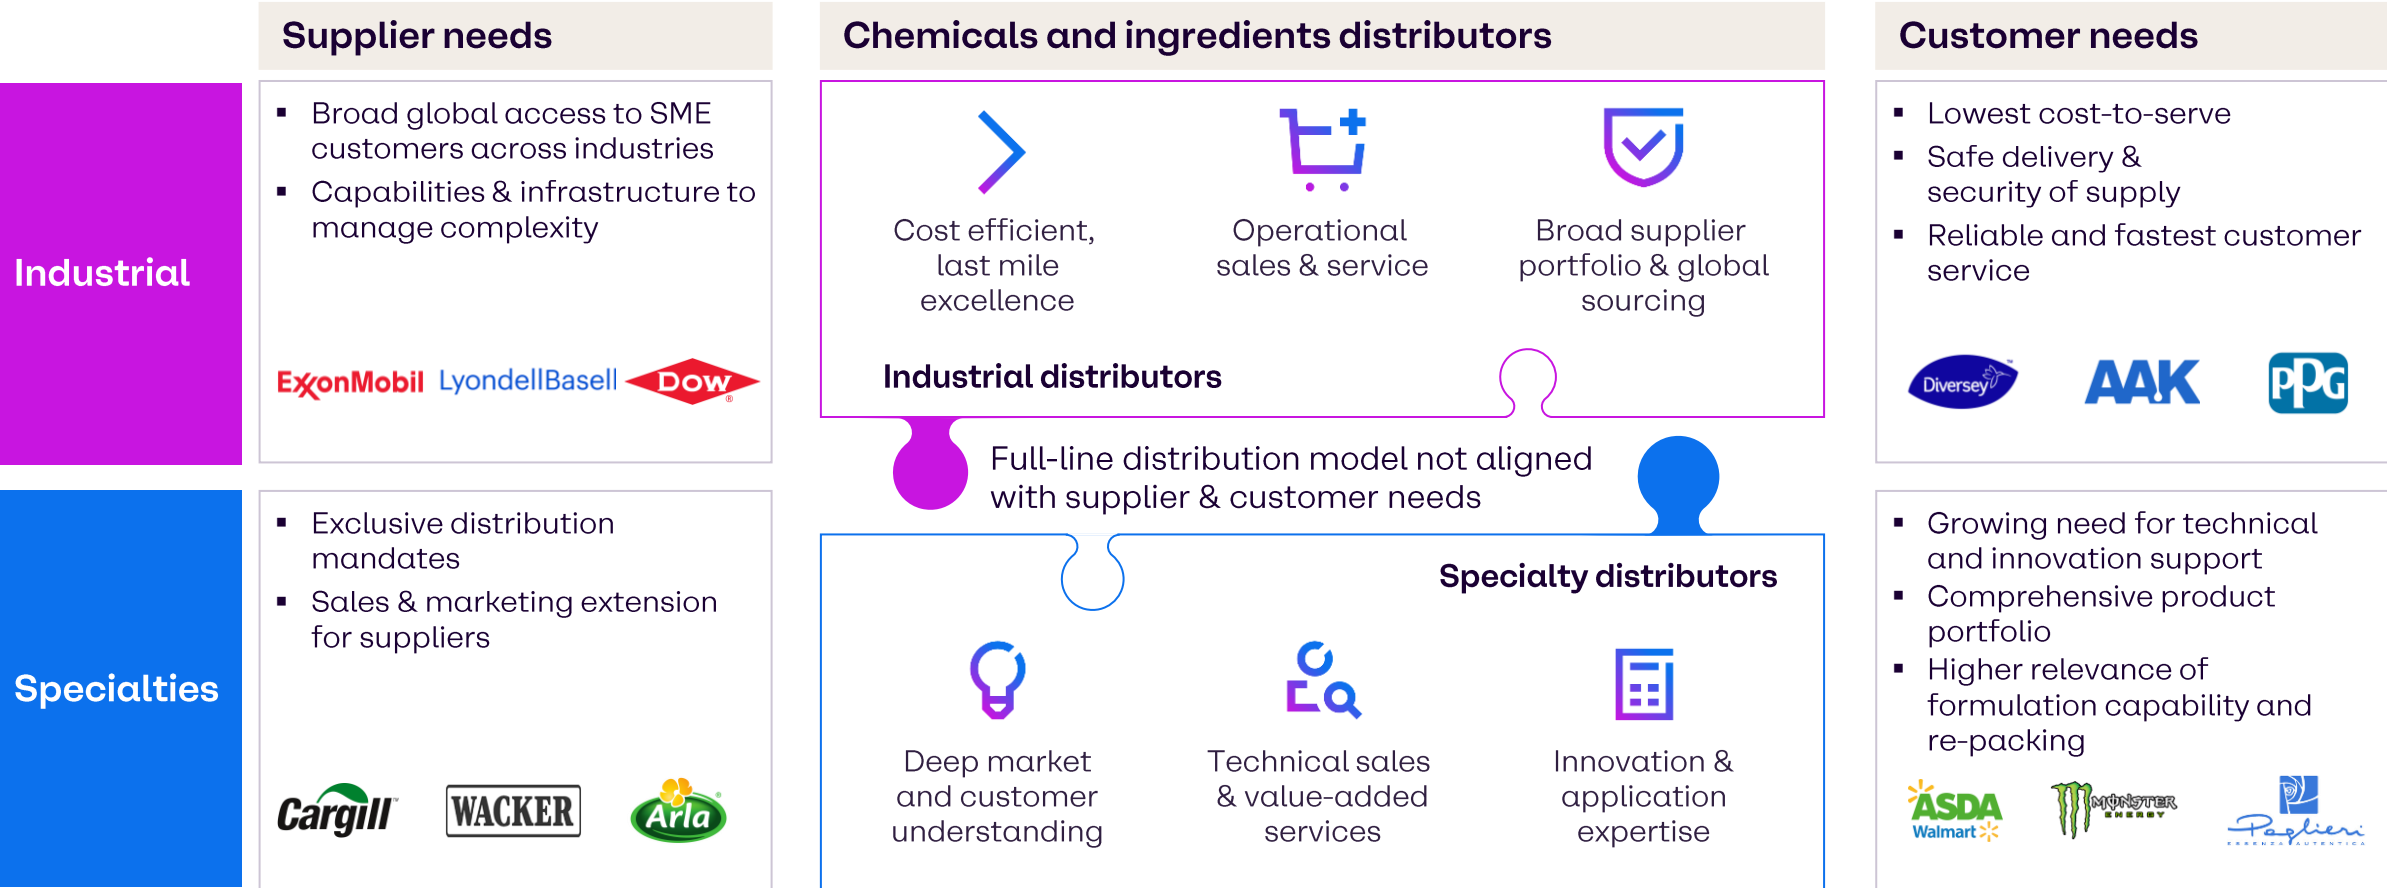 Supplier needs
Chemicals and ingredients distributors
Customer needs
Industrial
▪ Broad global access to SME
customers across industries
▪ Capabilities & infrastructure to
manage complexity
ExxonMobil
LyondellBasell
DOW
®
Cost efficient,
last mile
excellence
Operational
sales & service
Broad supplier
portfolio & global
sourcing
Industrial distributors
▪ Lowest cost-to-serve
▪ Safe delivery &
security of supply
▪ Reliable and fastest customer
service
Diversey™
AAK
PPG
Full-line distribution model not aligned
with supplier & customer needs
Specialties
▪ Exclusive distribution
mandates
▪ Sales & marketing extension
for suppliers
Cargill™
WACKER
Arla®
Specialty distributors
Deep market
and customer
understanding
Technical sales
& value-added
services
Innovation &
application
expertise
▪ Growing need for technical
and innovation support
▪ Comprehensive product
portfolio
▪ Higher relevance of
formulation capability and
re-packing
ASDA
Walmart
MONSTER
ENERGY
Paglieri
ESSENZA AUTENTICA